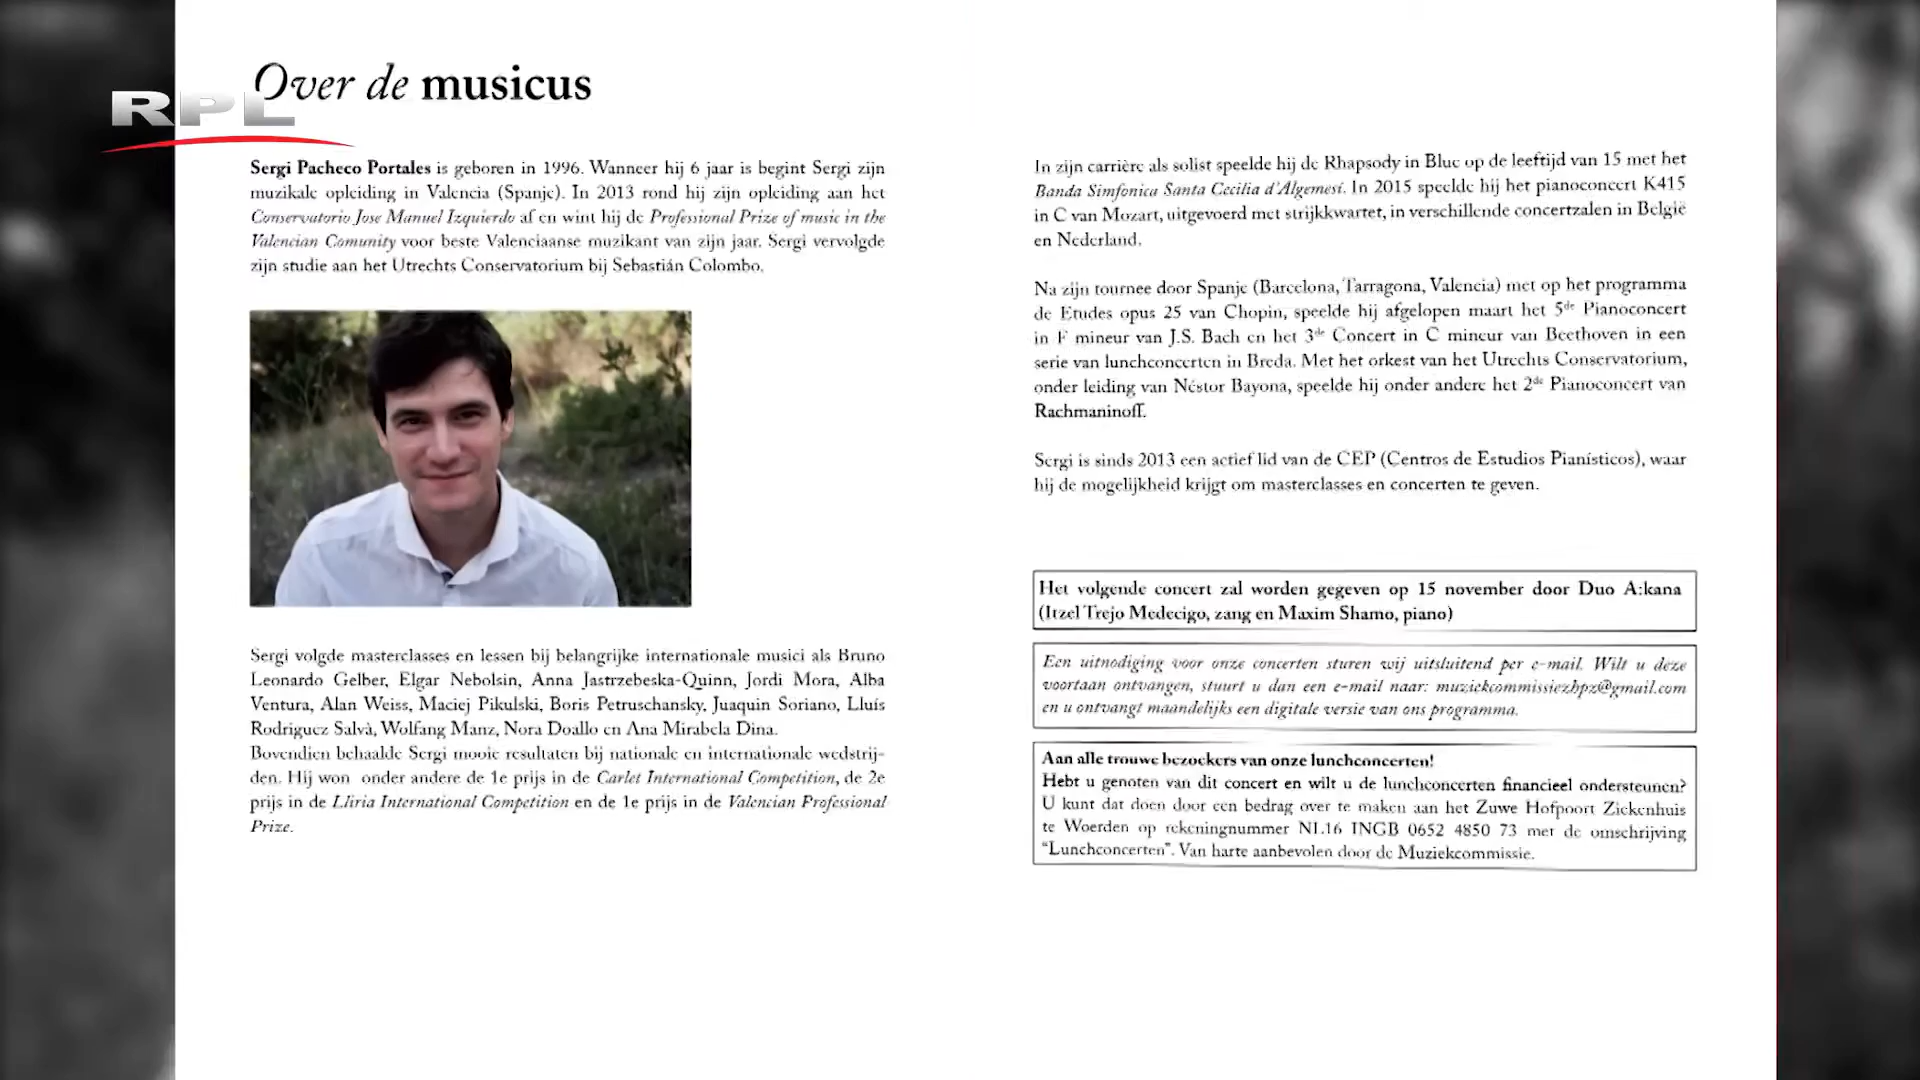 RPL
Over de musicus
Sergi Pacheco Portales is geboren in 1996. Wanneer hij 6 jaar is begint Sergi zijn
muzikale opleiding in Valencia (Spanje). In 2013 rond hij zijn opleiding aan het
Conservatorio Jose Manuel Izquierdo af en wint hij de Professional Prize of music in the
Valencian Comunity voor beste Valenciaanse muzikant van zijn jaar. Sergi vervolgde
zijn studie aan het Utrechts Conservatorium bij Sebastián Colombo.
Sergi volgde masterclasses en lessen bij belangrijke internationale musici als Bruno
Leonardo Gelber, Elgar Nebolsin, Anna Jastrzebeska-Quinn, Jordi Mora, Alba
Ventura, Alan Weiss, Maciej Pikulski, Boris Petruschansky, Juaquin Soriano, Lluís
Rodriguez Salvà, Wolfang Manz, Nora Doallo en Ana Mirabela Dina.
Bovendien behaalde Sergi mooie resultaten bij nationale en internationale wedstrij-
den. Hij won onder andere de 1e prijs in de Carlet International Competition, de 2e
prijs in de Llíria International Competition en de 1e prijs in de Valencian Professional
Prize.
In zijn carrière als solist speelde hij de Rhapsody in Blue op de leeftijd van 15 met het
Banda Simfonica Santa Cecilia d'Algemesí. In 2015 speelde hij het pianoconcert K415
in C van Mozart, uitgevoerd met strijkkwartet, in verschillende concertzalen in België
en Nederland.
Na zijn tournee door Spanje (Barcelona, Tarragona, Valencia) met op het programma
de Etudes opus 25 van Chopin, speelde hij afgelopen maart het 5de Pianoconcert
in F mineur van J.S. Bach en het 3de Concert in C mineur van Beethoven in een
serie van lunchconcerten in Breda. Met het orkest van het Utrechts Conservatorium,
onder leiding van Néstor Bayona, speelde hij onder andere het 2de Pianoconcert van
Rachmaninoff.
Sergi is sinds 2013 een actief lid van de CEP (Centros de Estudios Pianísticos), waar
hij de mogelijkheid krijgt om masterclasses en concerten te geven.
Het volgende concert zal worden gegeven op 15 november door Duo A:kana
(Itzel Trejo Medecigo, zang en Maxim Shamo, piano)
Een uitnodiging voor onze concerten sturen wij uitsluitend per e-mail. Wilt u deze
voortaan ontvangen, stuurt u dan een e-mail naar: muziekcommissiezhpz@gmail.com
en u ontvangt maandelijks een digitale versie van ons programma.
Aan alle trouwe bezoekers van onze lunchconcerten!
Hebt u genoten van dit concert en wilt u de lunchconcerten financieel ondersteunen?
U kunt dat doen door een bedrag over te maken aan het Zuwe Hofpoort Ziekenhuis
te Woerden op rekeningnummer NL16 INGB 0652 4850 73 met de omschrijving
"Lunchconcerten". Van harte aanbevolen door de Muziekcommissie.